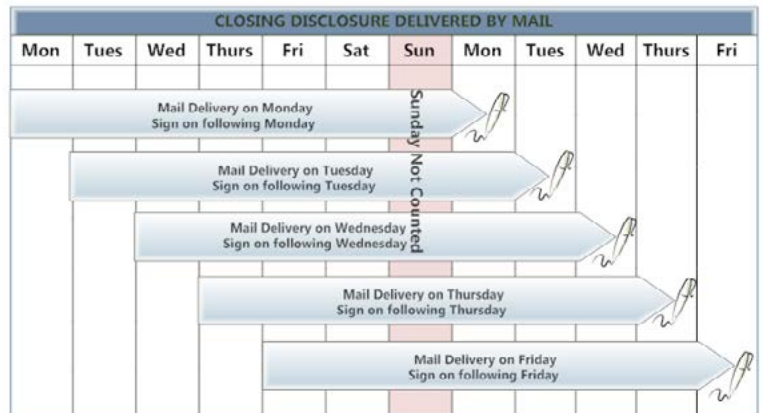 CLOSING DISCLOSURE DELIVERED BY MAIL
Mon Tues Wed Thurs Fri Sat Sun Mon Tues Wed Thurs Fri
Mail Delivery on Monday
Sign on following Monday
Sunday Not Counted
Mail Delivery on Tuesday
Sign on following Tuesday
Mail Delivery on Wednesday
Sign on following Wednesday
Mail Delivery on Thursday
Sign on following Thursday
Mail Delivery on Friday
Sign on following Friday